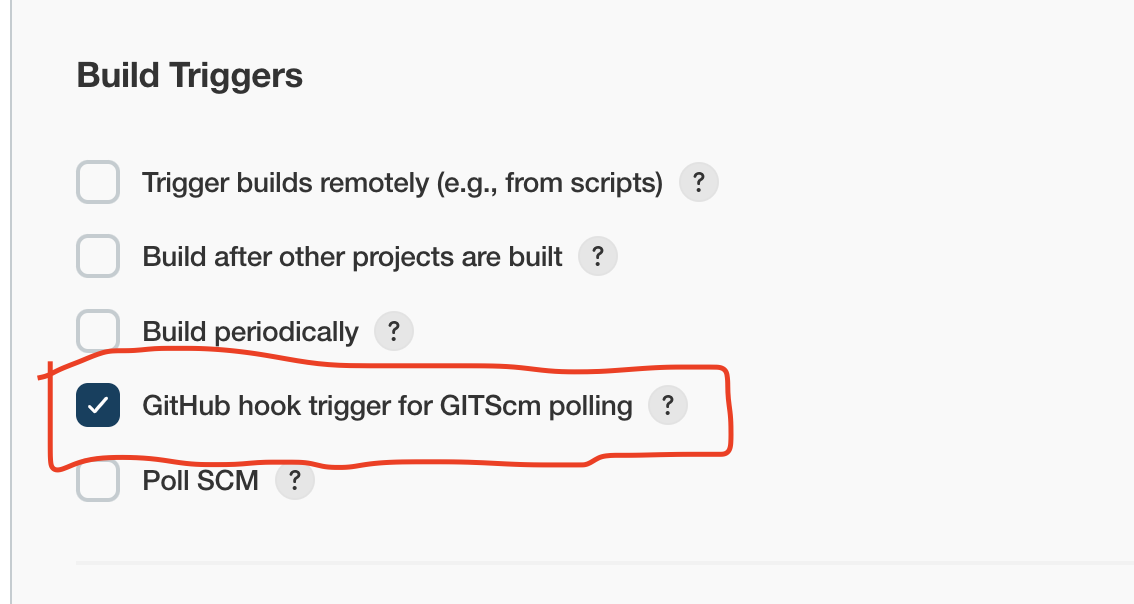 Build Triggers
Trigger builds remotely (e.g., from scripts) ?
Build after other projects are built ?
Build periodically ?
GitHub hook trigger for GITScm polling ?
Poll SCM ?